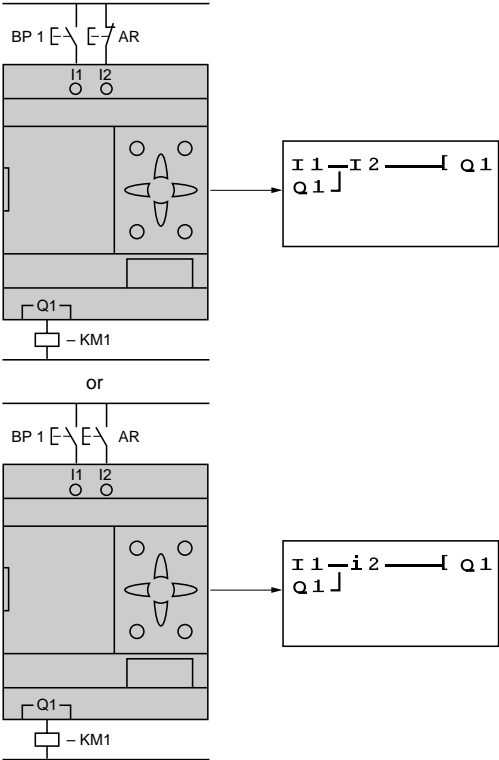 BP 1 AR
I1 I2
I 1 I 2 [ Q 1
Q 1
Q1
– KM1
or
BP 1 AR
I1 I2
I 1 i 2 [ Q 1
Q 1
Q1
– KM1